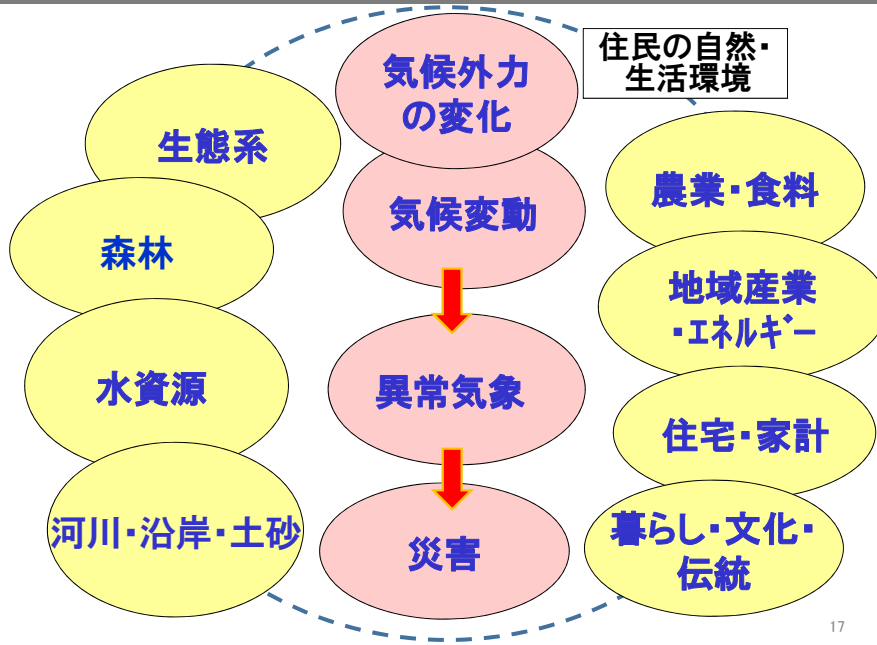 住民の自然・
生活環境
気候外力
の変化
気候変動
異常気象
災害
生態系
森林
水資源
河川・沿岸・土砂
農業・食料
地域産業
・ｴﾈﾙｷﾞｰ
住宅・家計
暮らし・文化・
伝統
17